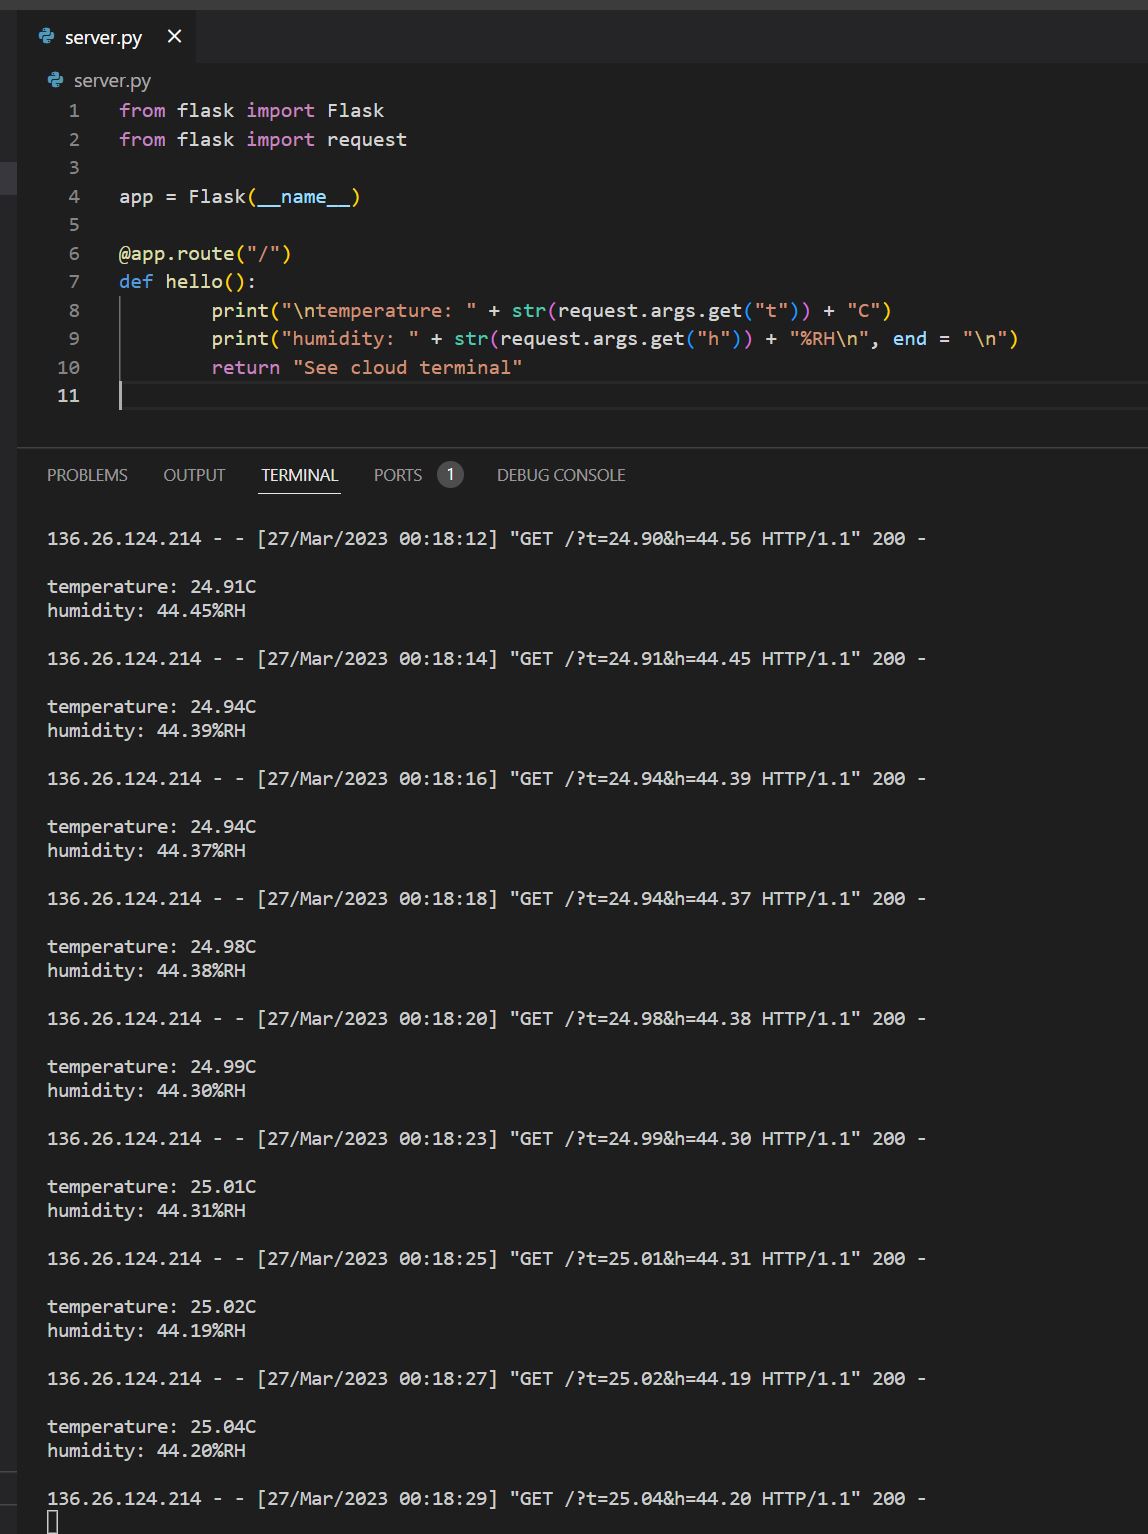 server.py
server.py
1 from flask import Flask
2 from flask import request
3
4 app = Flask(__name__)
5
6 @app.route("/")
7 def hello():
8         print("\ntemperature: " + str(request.args.get("t")) + "C")
9         print("humidity: " + str(request.args.get("h")) + "%RH\n", end = "\n")
10         return "See cloud terminal"
11
PROBLEMS OUTPUT TERMINAL PORTS 1 DEBUG CONSOLE
136.26.124.214 - - [27/Mar/2023 00:18:12] "GET /?t=24.90&h=44.56 HTTP/1.1" 200 -
temperature: 24.91C
humidity: 44.45%RH
136.26.124.214 - - [27/Mar/2023 00:18:14] "GET /?t=24.91&h=44.45 HTTP/1.1" 200 -
temperature: 24.94C
humidity: 44.39%RH
136.26.124.214 - - [27/Mar/2023 00:18:16] "GET /?t=24.94&h=44.39 HTTP/1.1" 200 -
temperature: 24.94C
humidity: 44.37%RH
136.26.124.214 - - [27/Mar/2023 00:18:18] "GET /?t=24.94&h=44.37 HTTP/1.1" 200 -
temperature: 24.98C
humidity: 44.38%RH
136.26.124.214 - - [27/Mar/2023 00:18:20] "GET /?t=24.98&h=44.38 HTTP/1.1" 200 -
temperature: 24.99C
humidity: 44.30%RH
136.26.124.214 - - [27/Mar/2023 00:18:23] "GET /?t=24.99&h=44.30 HTTP/1.1" 200 -
temperature: 25.01C
humidity: 44.31%RH
136.26.124.214 - - [27/Mar/2023 00:18:25] "GET /?t=25.01&h=44.31 HTTP/1.1" 200 -
temperature: 25.02C
humidity: 44.19%RH
136.26.124.214 - - [27/Mar/2023 00:18:27] "GET /?t=25.02&h=44.19 HTTP/1.1" 200 -
temperature: 25.04C
humidity: 44.20%RH
136.26.124.214 - - [27/Mar/2023 00:18:29] "GET /?t=25.04&h=44.20 HTTP/1.1" 200 -